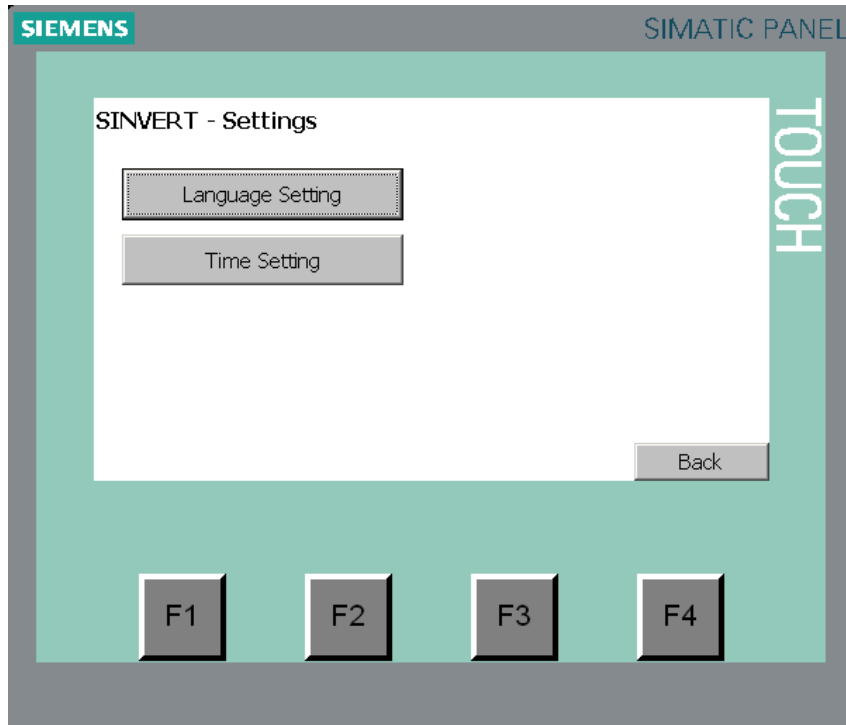 SIEMENS
SIMATIC PANEL
TOUCH
SINVERT - Settings
Language Setting
Time Setting
Back
F1 F2 F3 F4